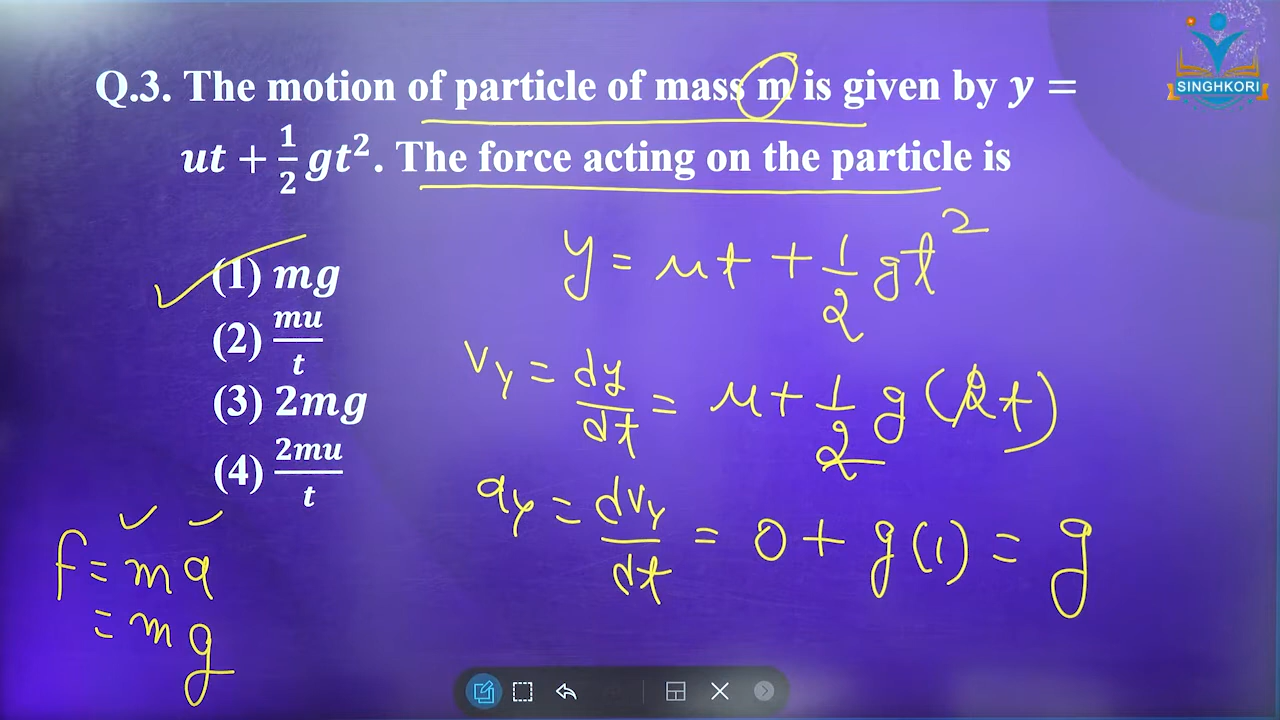 SINGHKORI
Q.3. The motion of particle of mass m is given by y =
ut + 1/2 gt². The force acting on the particle is
(1) mg
(2) mu/t
(3) 2mg
(4) 2mu/t
y = ut + 1/2 gt²
Vy = dy/dt = u + 1/2 g(2t)
ay = dVy/dt = 0 + g(1) = g
f = ma
= mg